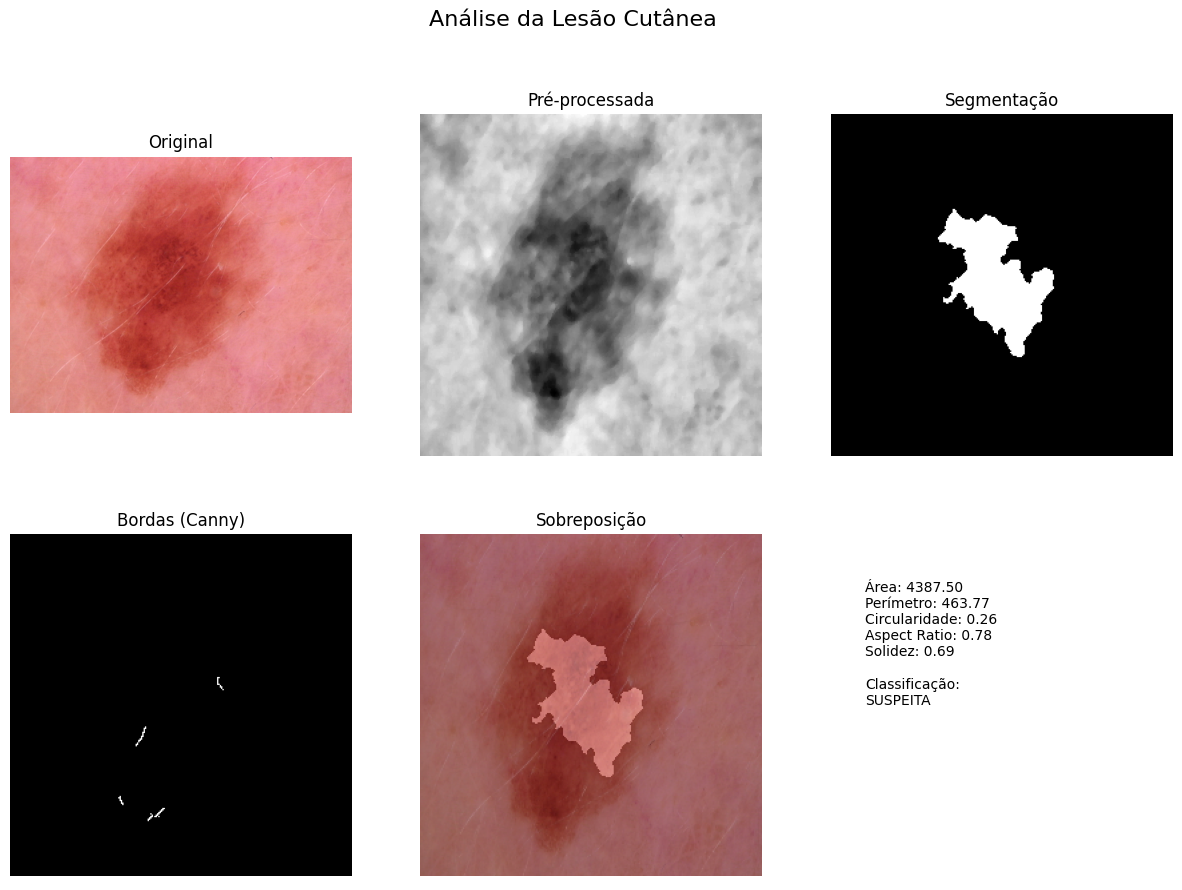 Análise da Lesão Cutânea
Original
Pré-processada
Segmentação
Bordas (Canny)
Sobreposição
Área: 4387.50
Perímetro: 463.77
Circularidade: 0.26
Aspect Ratio: 0.78
Solidez: 0.69
Classificação:
SUSPEITA